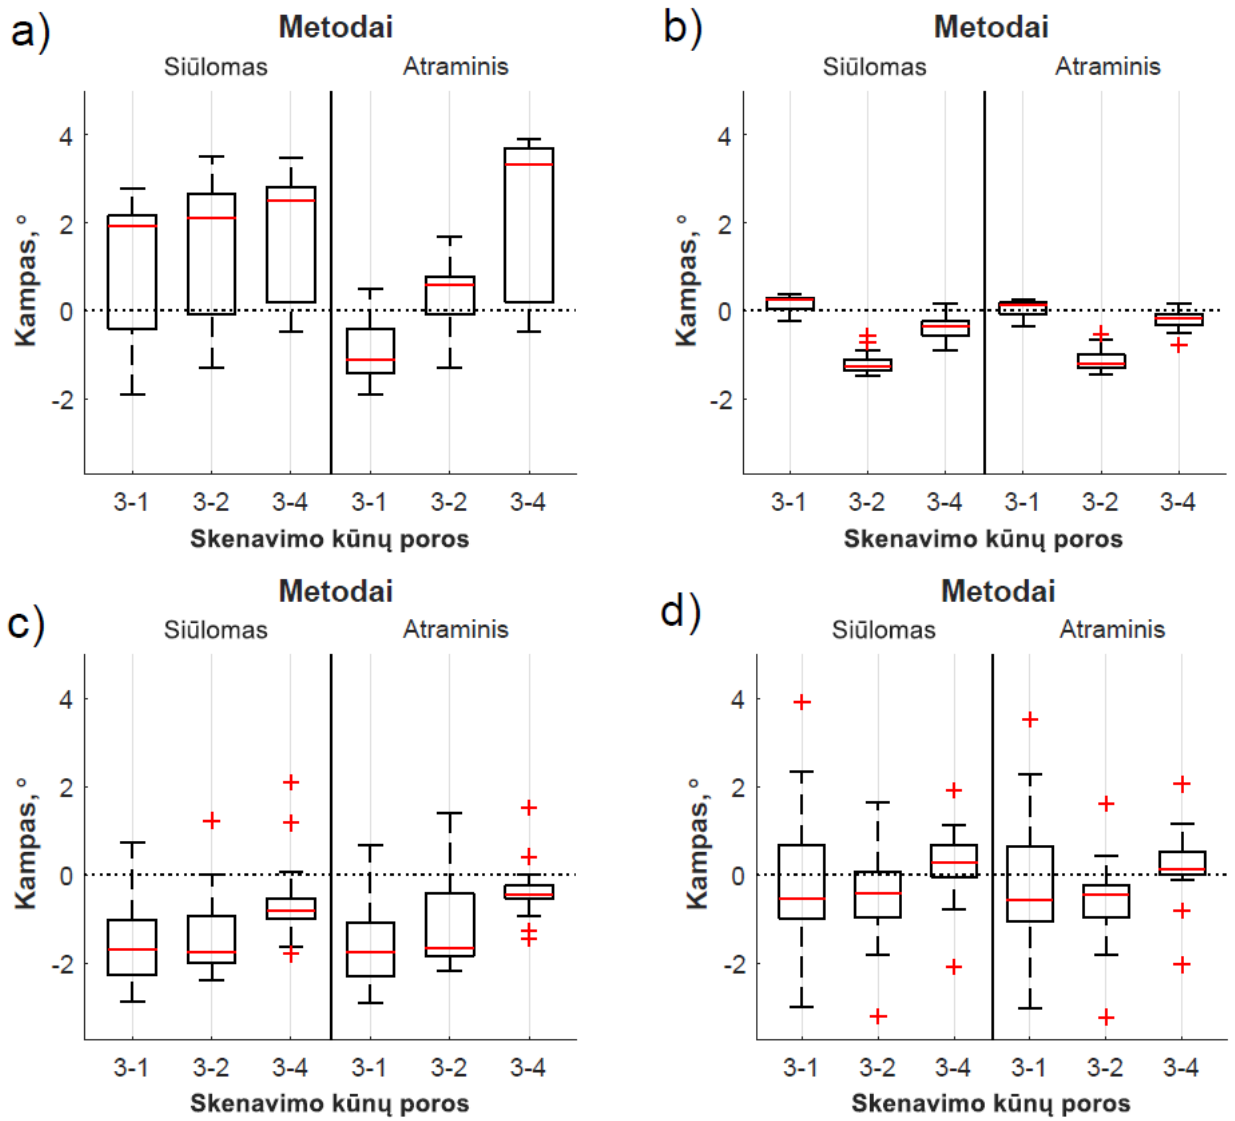 a)
Metodai
Siūlomas Atraminis
Kampas, °
4
2
0
-2
3-1 3-2 3-4 3-1 3-2 3-4
Skenavimo kūnų poros
b)
Metodai
Siūlomas Atraminis
Kampas, °
4
2
0
-2
3-1 3-2 3-4 3-1 3-2 3-4
Skenavimo kūnų poros
c)
Metodai
Siūlomas Atraminis
Kampas, °
4
2
0
-2
3-1 3-2 3-4 3-1 3-2 3-4
Skenavimo kūnų poros
d)
Metodai
Siūlomas Atraminis
Kampas, °
4
2
0
-2
3-1 3-2 3-4 3-1 3-2 3-4
Skenavimo kūnų poros